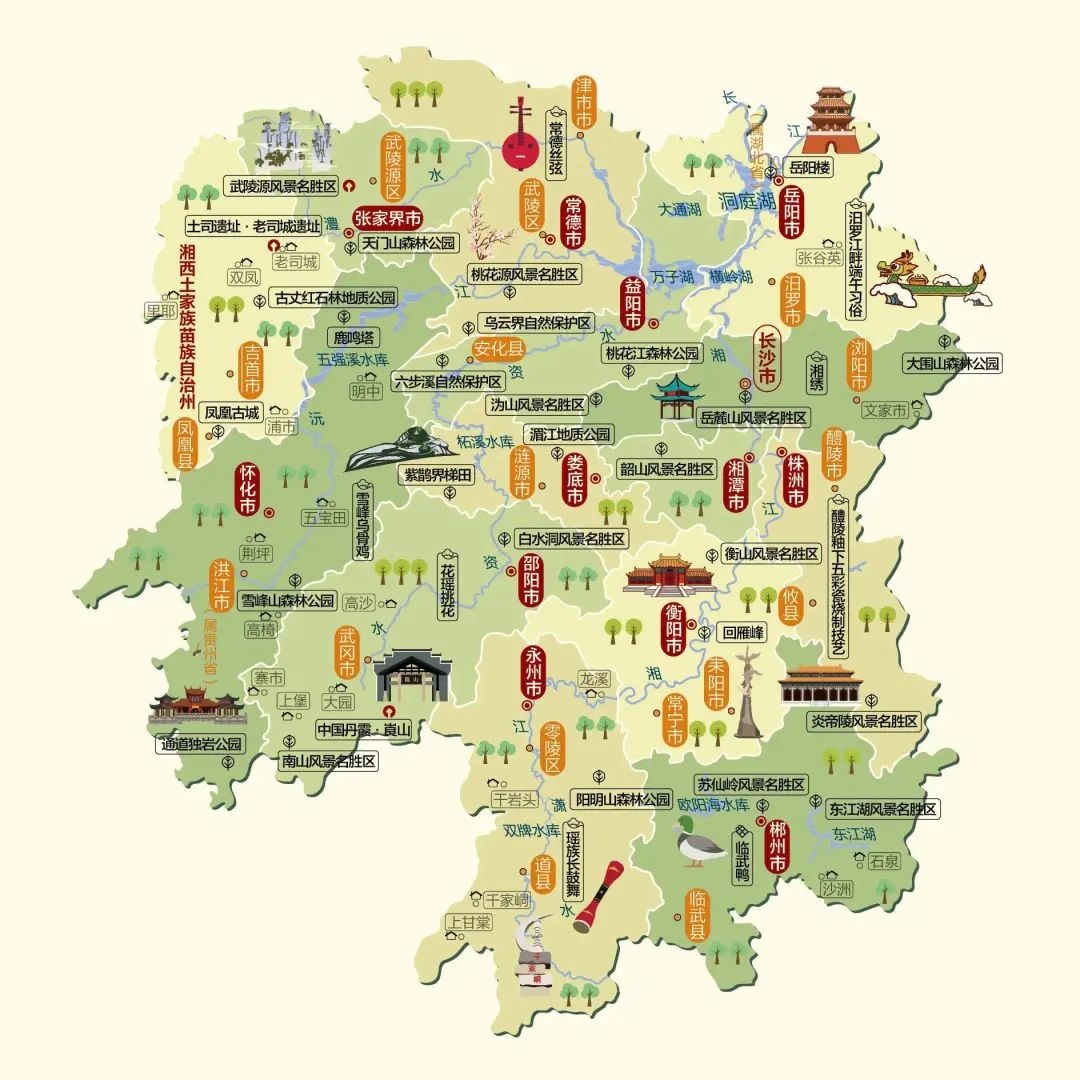 津市市
常德丝弦
长
江
属湖北省
岳阳楼
武陵源区
水
武陵源风景名胜区
武陵区
常德市
大通湖
洞庭湖
岳阳市
汨罗江畔端午习俗
张家界市
土司遗址·老司城遗址
澧
天门山森林公园
老司城
湘西土家族苗族自治州
双凤
里耶
桃花源风景名胜区
江
万子湖
横岭湖
张谷英
汨罗市
益阳市
古丈红石林地质公园
鹿鸣塔
乌云界自然保护区
水
桃花江森林公园
湘
长沙市
湘绣
浏阳市
大围山森林公园
安化县
五强溪水库
吉首市
明中
六步溪自然保护区
资
沩山风景名胜区
岳麓山风景名胜区
文家市
凤凰古城
浦市
沅
凤凰县
柘溪水库
湄江地质公园
涟源市
娄底市
韶山风景名胜区
湘潭市
株洲市
醴陵市
紫鹊界梯田
怀化市
雪峰乌骨鸡
五宝田
江
醴陵釉下五彩瓷烧制技艺
荆坪
白水洞风景名胜区
衡山风景名胜区
洪江市
雪峰山森林公园
高沙
花瑶挑花
资
邵阳市
攸县
高椅
水
衡阳市
回雁峰
属贵州省）
武冈市
永州市
龙溪
湘
耒阳市
寨市
上堡
大园
崀山
常宁市
炎帝陵风景名胜区
通道独岩公园
中国丹霞·崀山
南山风景名胜区
江
零陵区
干岩头
阳明山森林公园
苏仙岭风景名胜区
欧阳海水库
东江湖风景名胜区
潇
双牌水库
瑶族长鼓舞
临武鸭
郴州市
东江湖
石泉
沙洲
道县
千家峒
水
临武县
上甘棠
千家峒